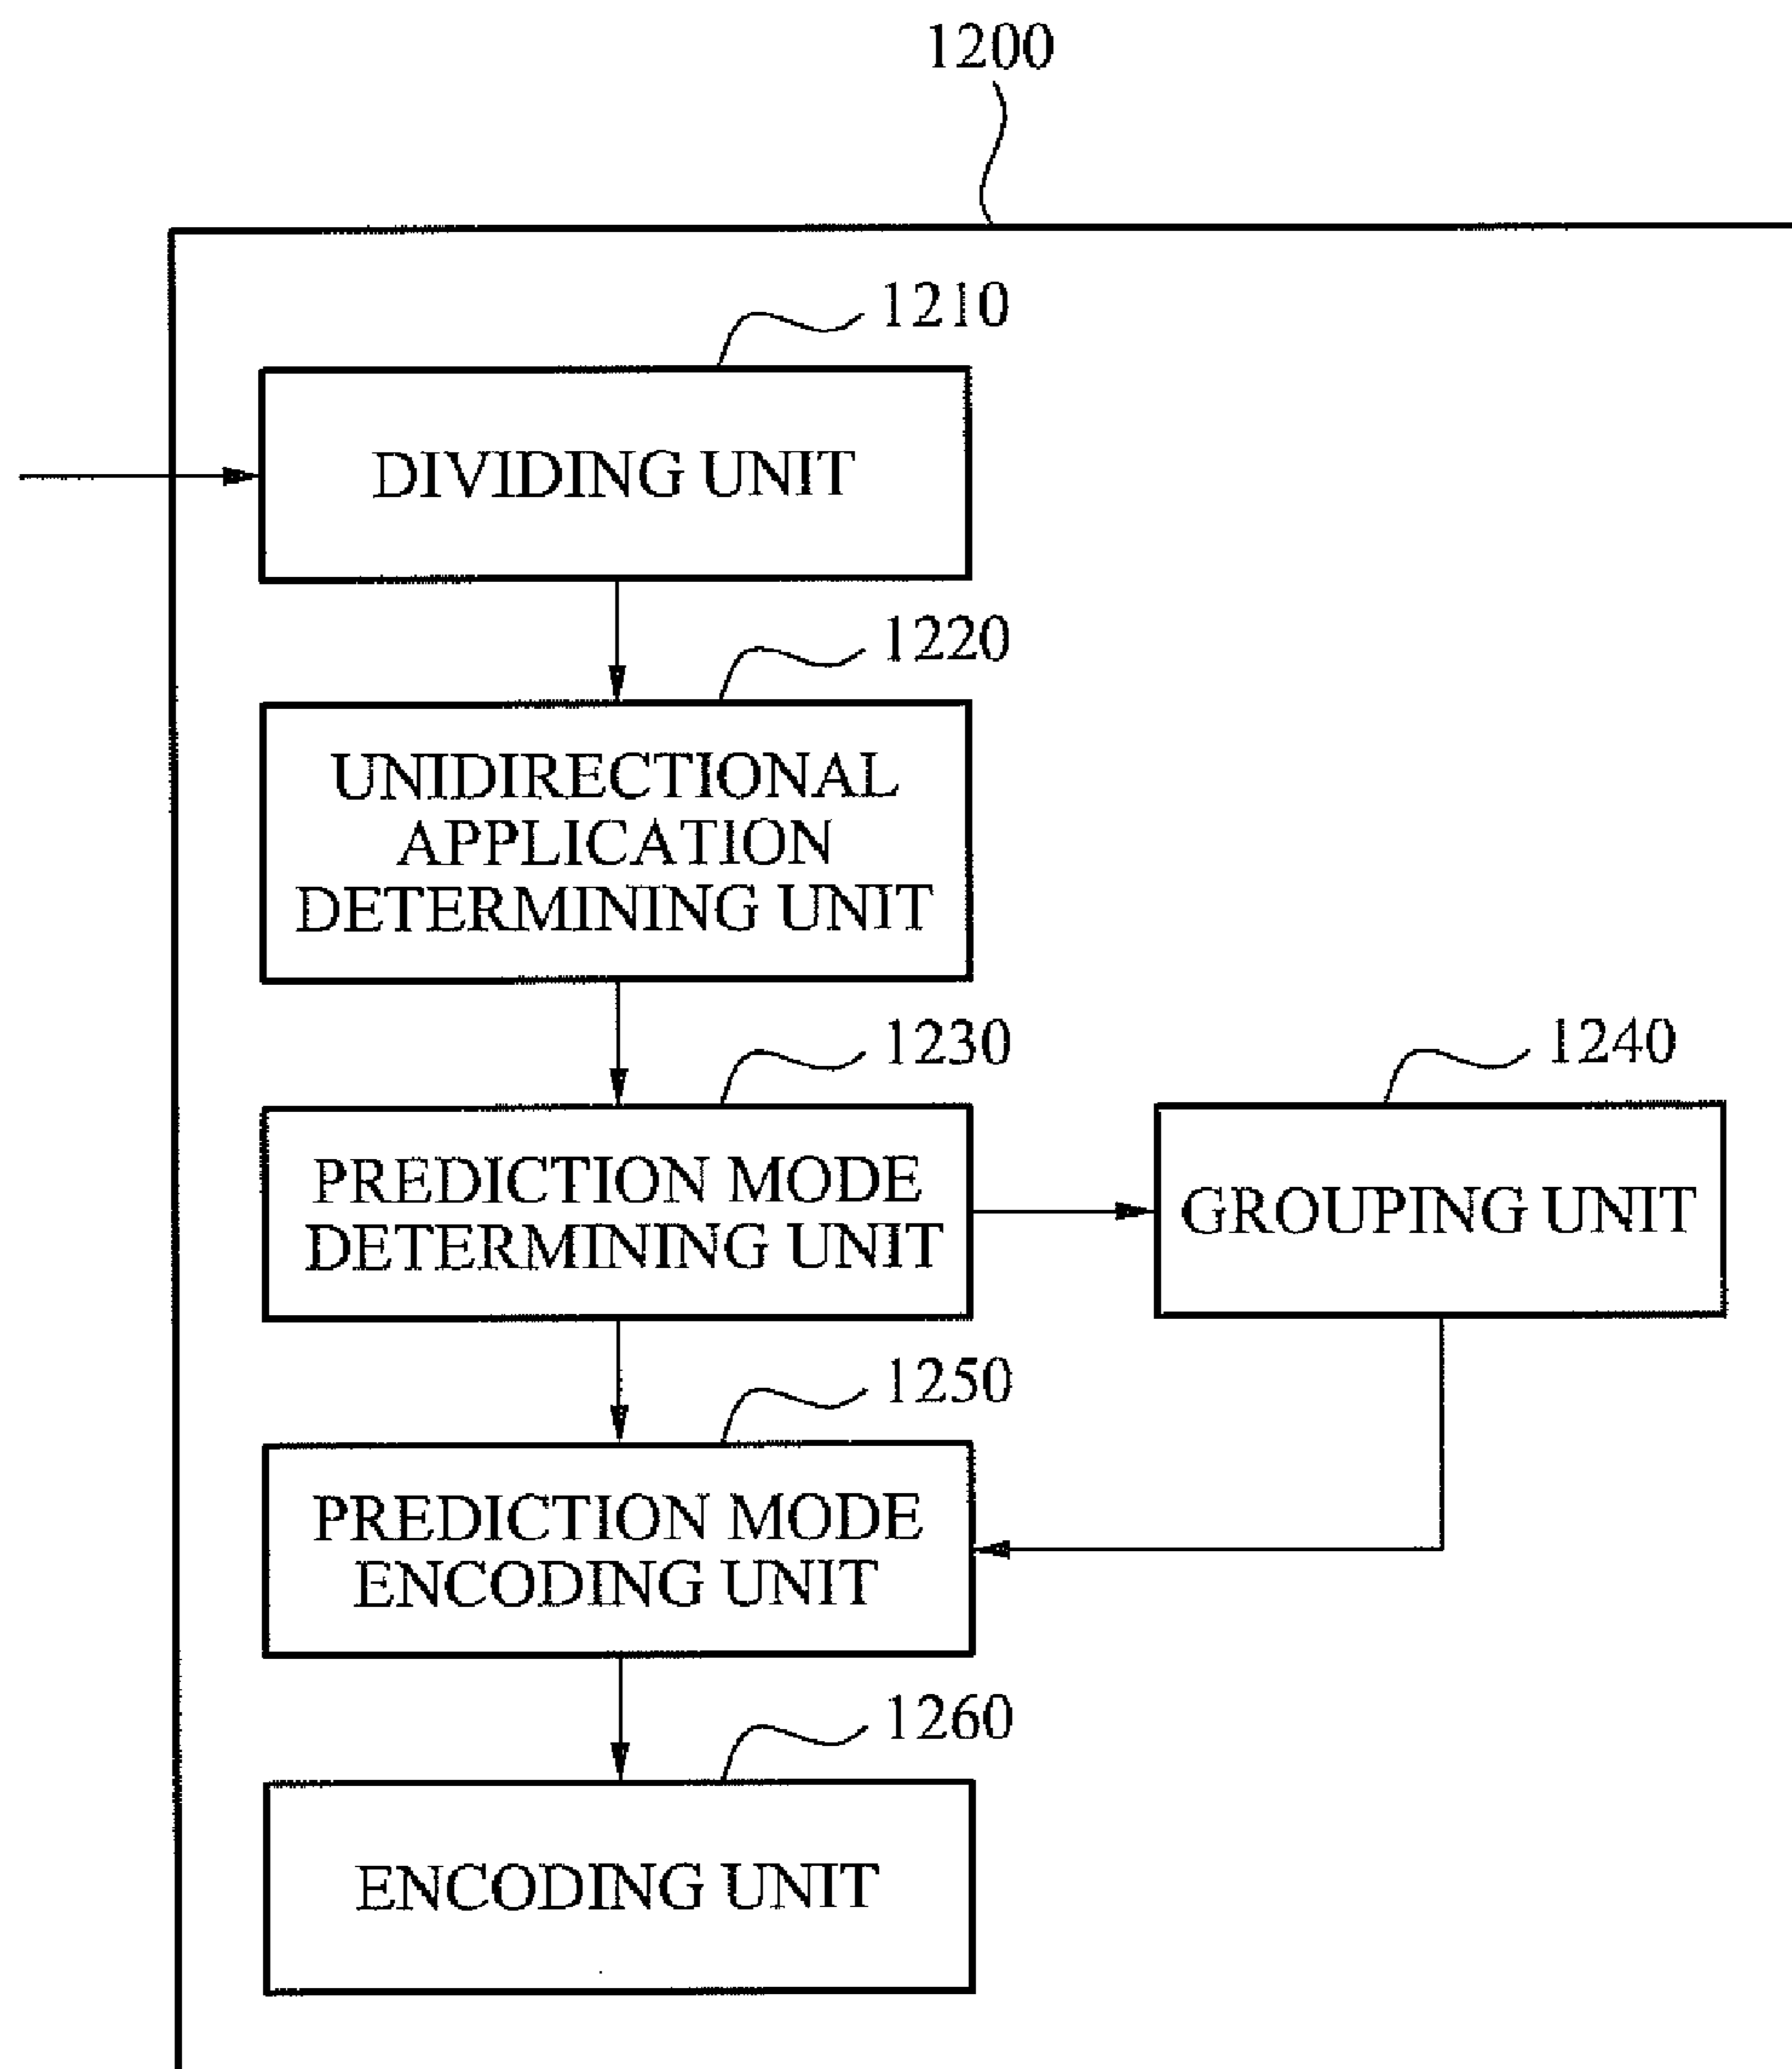 1200
1210
DIVIDING UNIT
1220
UNIDIRECTIONAL
APPLICATION
DETERMINING UNIT
1230
PREDICTION MODE
DETERMINING UNIT
1240
GROUPING UNIT
1250
PREDICTION MODE
ENCODING UNIT
1260
ENCODING UNIT